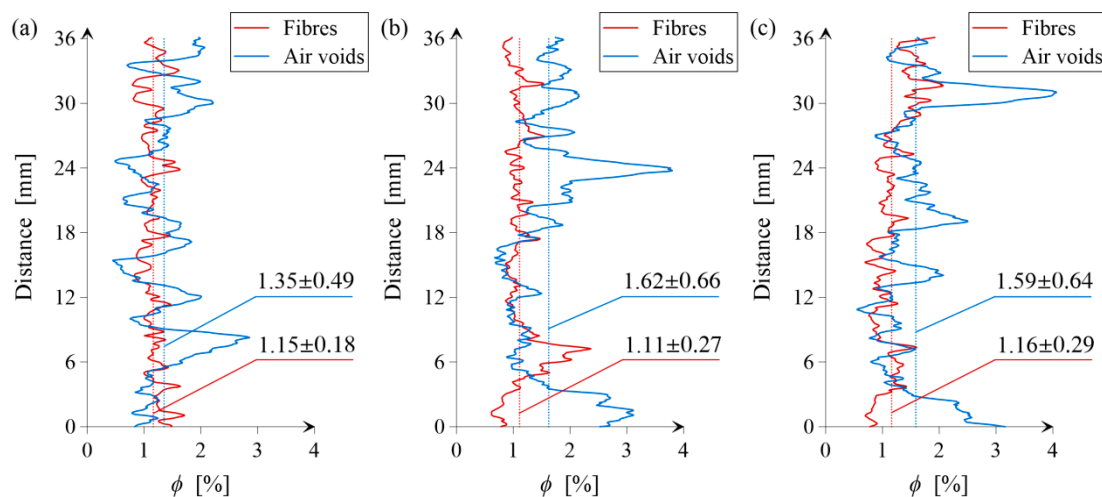 (a)
Fibres
Air voids
36
30
24
18
12
6
0
Distance [mm]
1.35±0.49
1.15±0.18
0 1 2 3 4
ϕ [%]
(b)
Fibres
Air voids
36
30
24
18
12
6
0
Distance [mm]
1.62±0.66
1.11±0.27
0 1 2 3 4
ϕ [%]
(c)
Fibres
Air voids
36
30
24
18
12
6
0
Distance [mm]
1.59±0.64
1.16±0.29
0 1 2 3 4
ϕ [%]